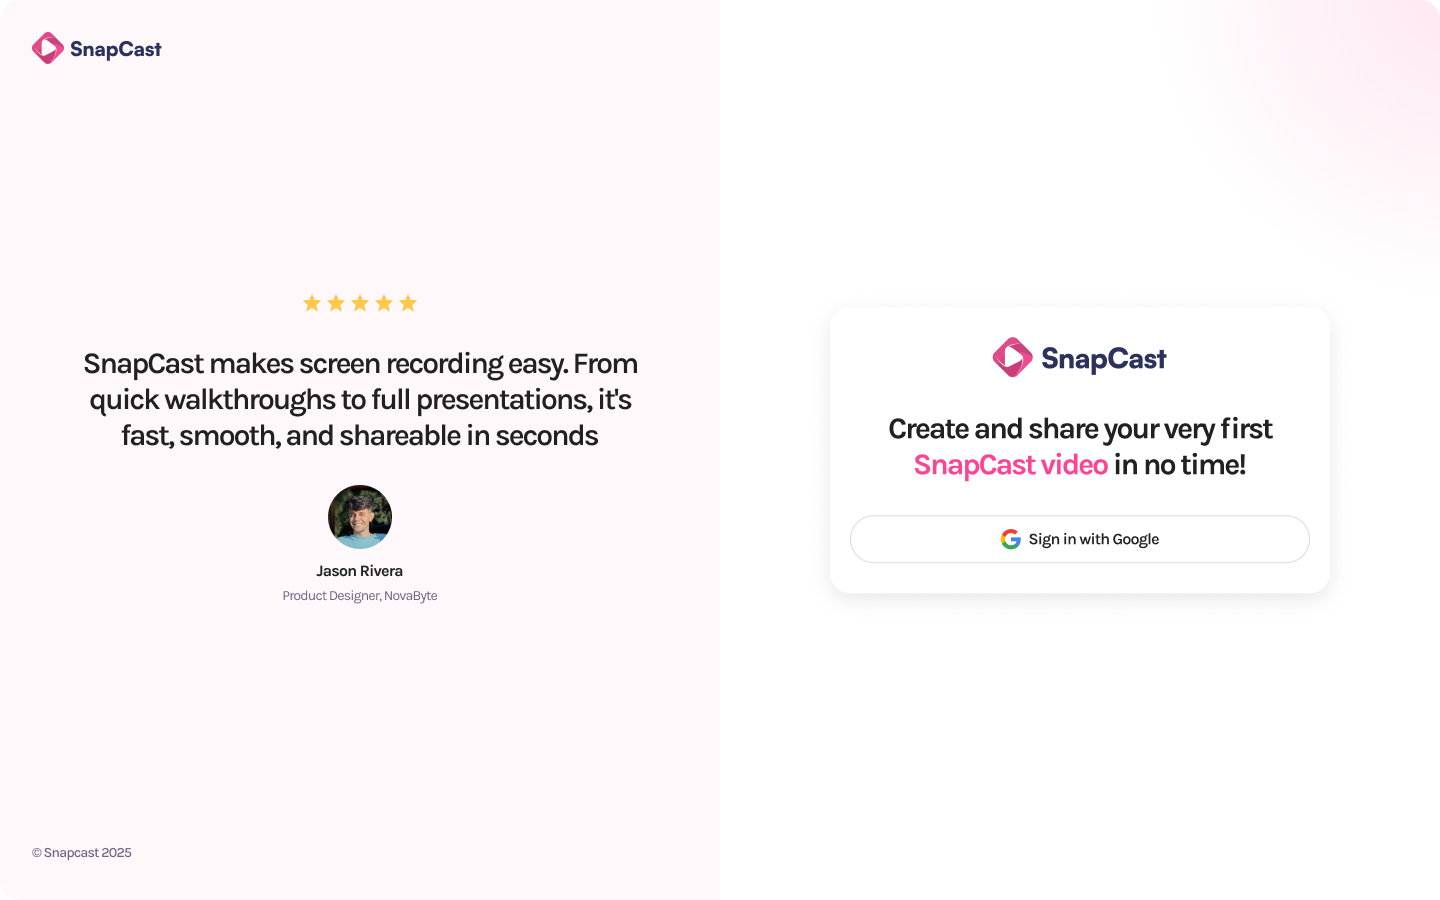 SnapCast
SnapCast makes screen recording easy. From
quick walkthroughs to full presentations, it's
fast, smooth, and shareable in seconds
Jason Rivera
Product Designer, NovaByte
© Snapcast 2025
SnapCast
Create and share your very first
SnapCast video in no time!
Sign in with Google